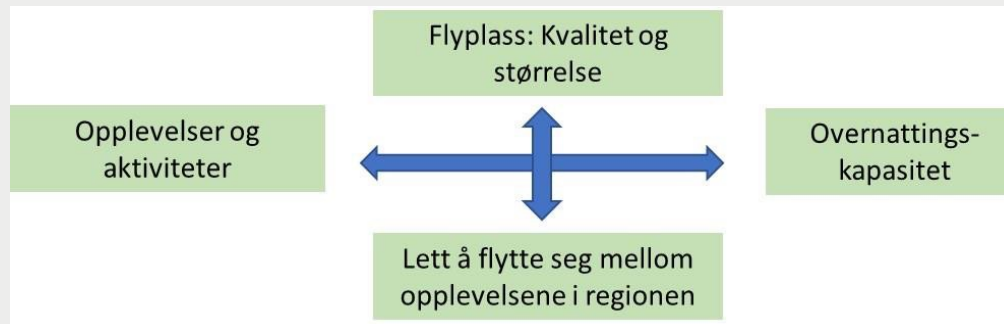 Flyplass: Kvalitet og
størrelse
Opplevelser og
aktiviteter
Overnattings-
kapasitet
Lett å flytte seg mellom
opplevelsene i regionen